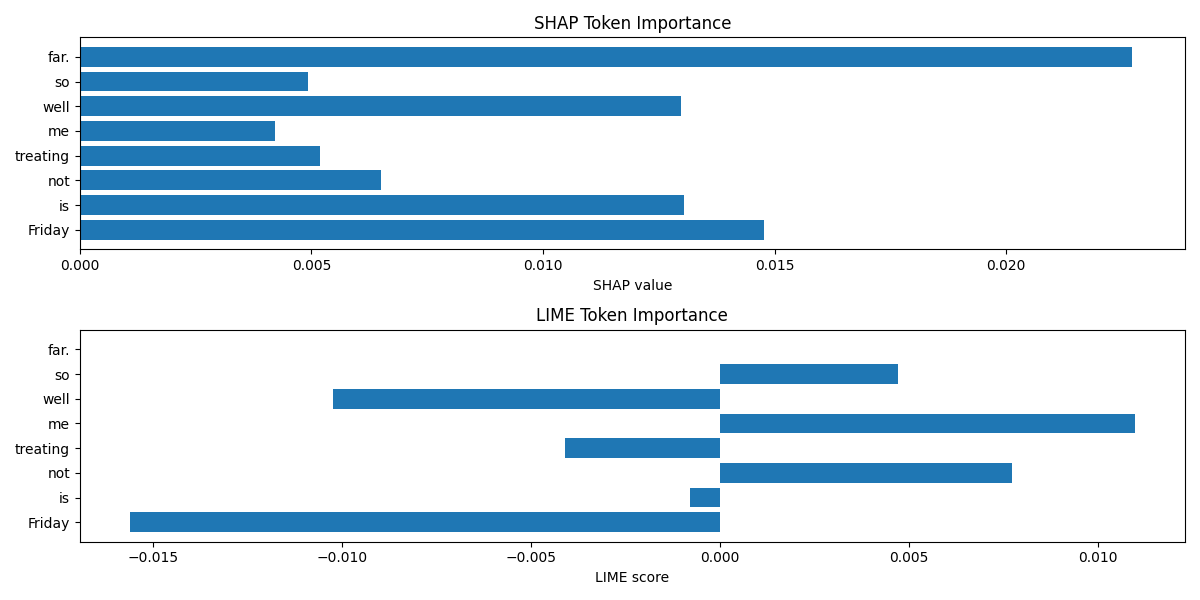 SHAP Token Importance
far.
so
well
me
treating
not
is
Friday
0.000 0.005 0.010 0.015 0.020
SHAP value
LIME Token Importance
far.
so
well
me
treating
not
is
Friday
−0.015 −0.010 −0.005 0.000 0.005 0.010
LIME score